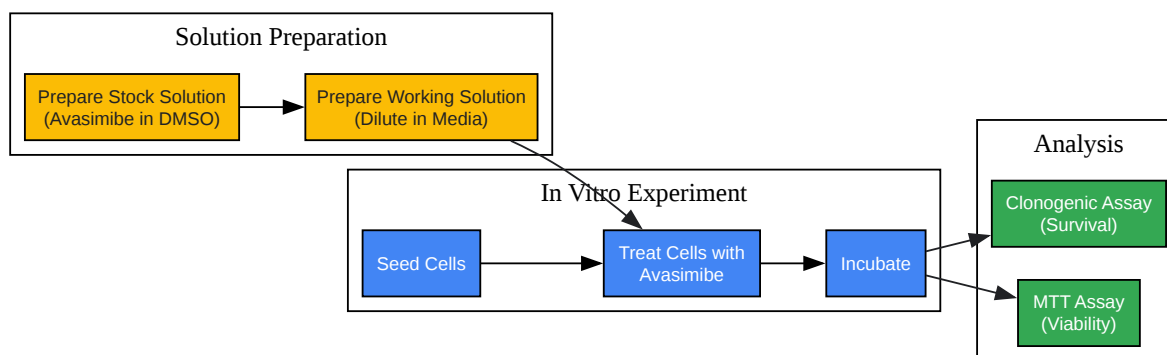 Solution Preparation
Prepare Stock Solution
(Avasimibe in DMSO)
Prepare Working Solution
(Dilute in Media)
In Vitro Experiment
Seed Cells
Treat Cells with
Avasimibe
Incubate
Analysis
Clonogenic Assay
(Survival)
MTT Assay
(Viability)